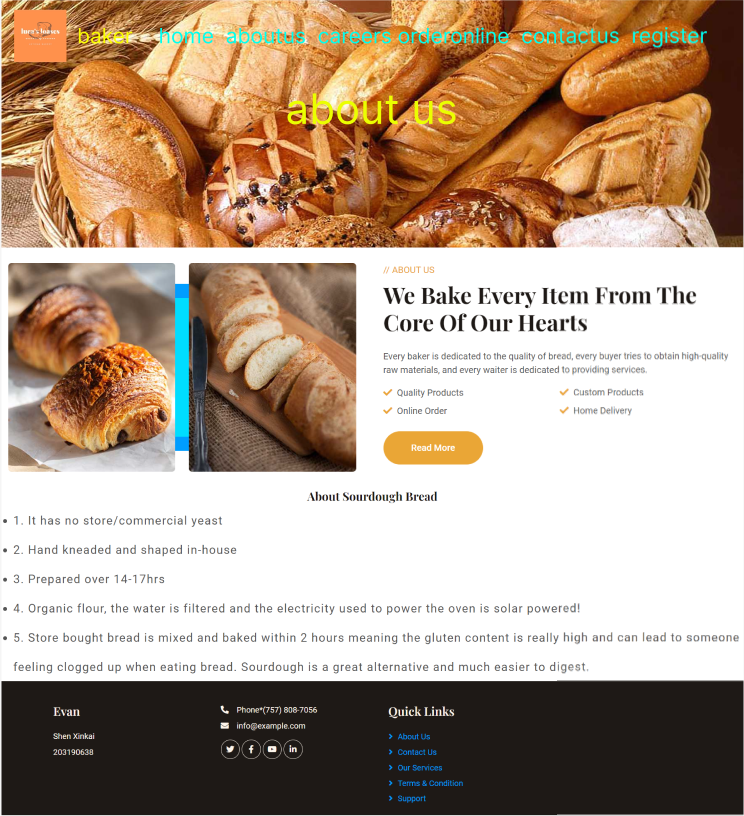 baker home aboutus careers orderonline contactus register
about us
// ABOUT US
We Bake Every Item From The
Core Of Our Hearts
Every baker is dedicated to the quality of bread, every buyer tries to obtain high-quality
raw materials, and every waiter is dedicated to providing services.
Quality Products
Custom Products
Online Order
Home Delivery
Read More
About Sourdough Bread
1. It has no store/commercial yeast
2. Hand kneaded and shaped in-house
3. Prepared over 14-17hrs
4. Organic flour, the water is filtered and the electricity used to power the oven is solar powered!
5. Store bought bread is mixed and baked within 2 hours meaning the gluten content is really high and can lead to someone
feeling clogged up when eating bread. Sourdough is a great alternative and much easier to digest.
Evan
Shen Xinkai
203190638
Phone*(757) 808-7056
info@example.com
Quick Links
About Us
Contact Us
Our Services
Terms & Condition
Support